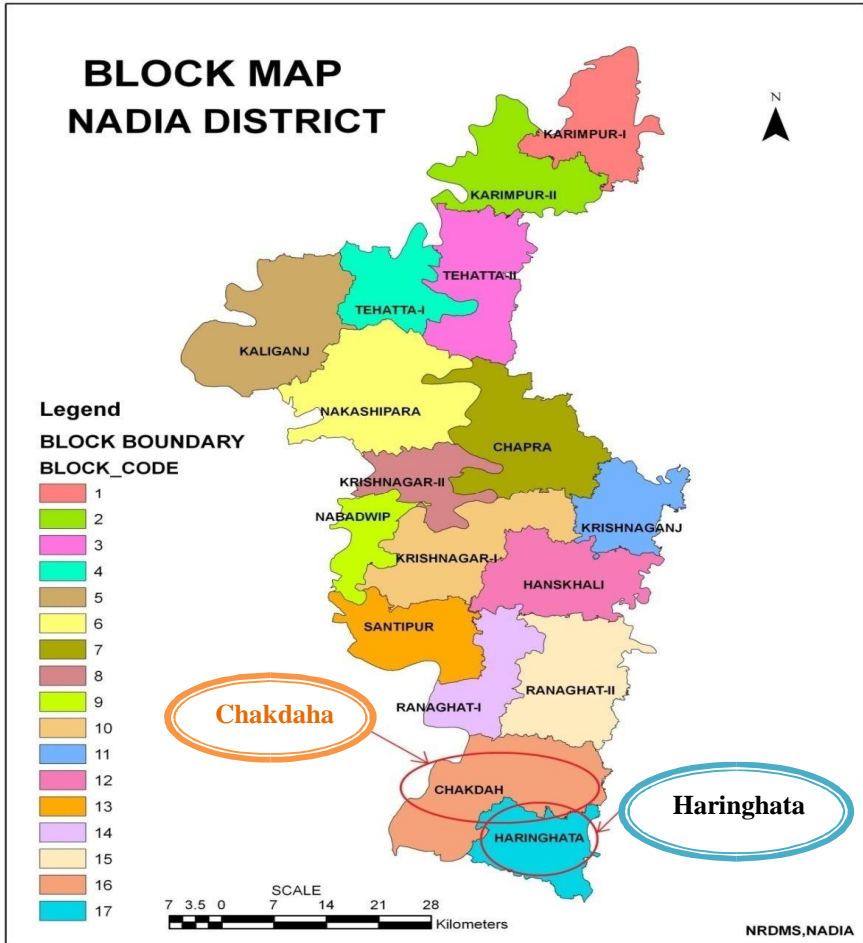 BLOCK MAP
NADIA DISTRICT
N
KARIMPUR-I
KARIMPUR-II
TEHATTA-II
TEHATTA-I
KALIGANJ
NAKASHIPARA
CHAPRA
KRISHNAGAR-II
NABADWIP
KRISHNAGANJ
KRISHNAGAR-I
HANSKHALI
SANTIPUR
RANAGHAT-II
RANAGHAT-I
Chakdaha
CHAKDAH
Haringhata
HARINGHATA
Legend
BLOCK BOUNDARY
BLOCK_CODE
1
2
3
4
5
6
7
8
9
10
11
12
13
14
15
16
17
SCALE
7 3.5 0 7 14 21 28
Kilometers
NRDMS,NADIA